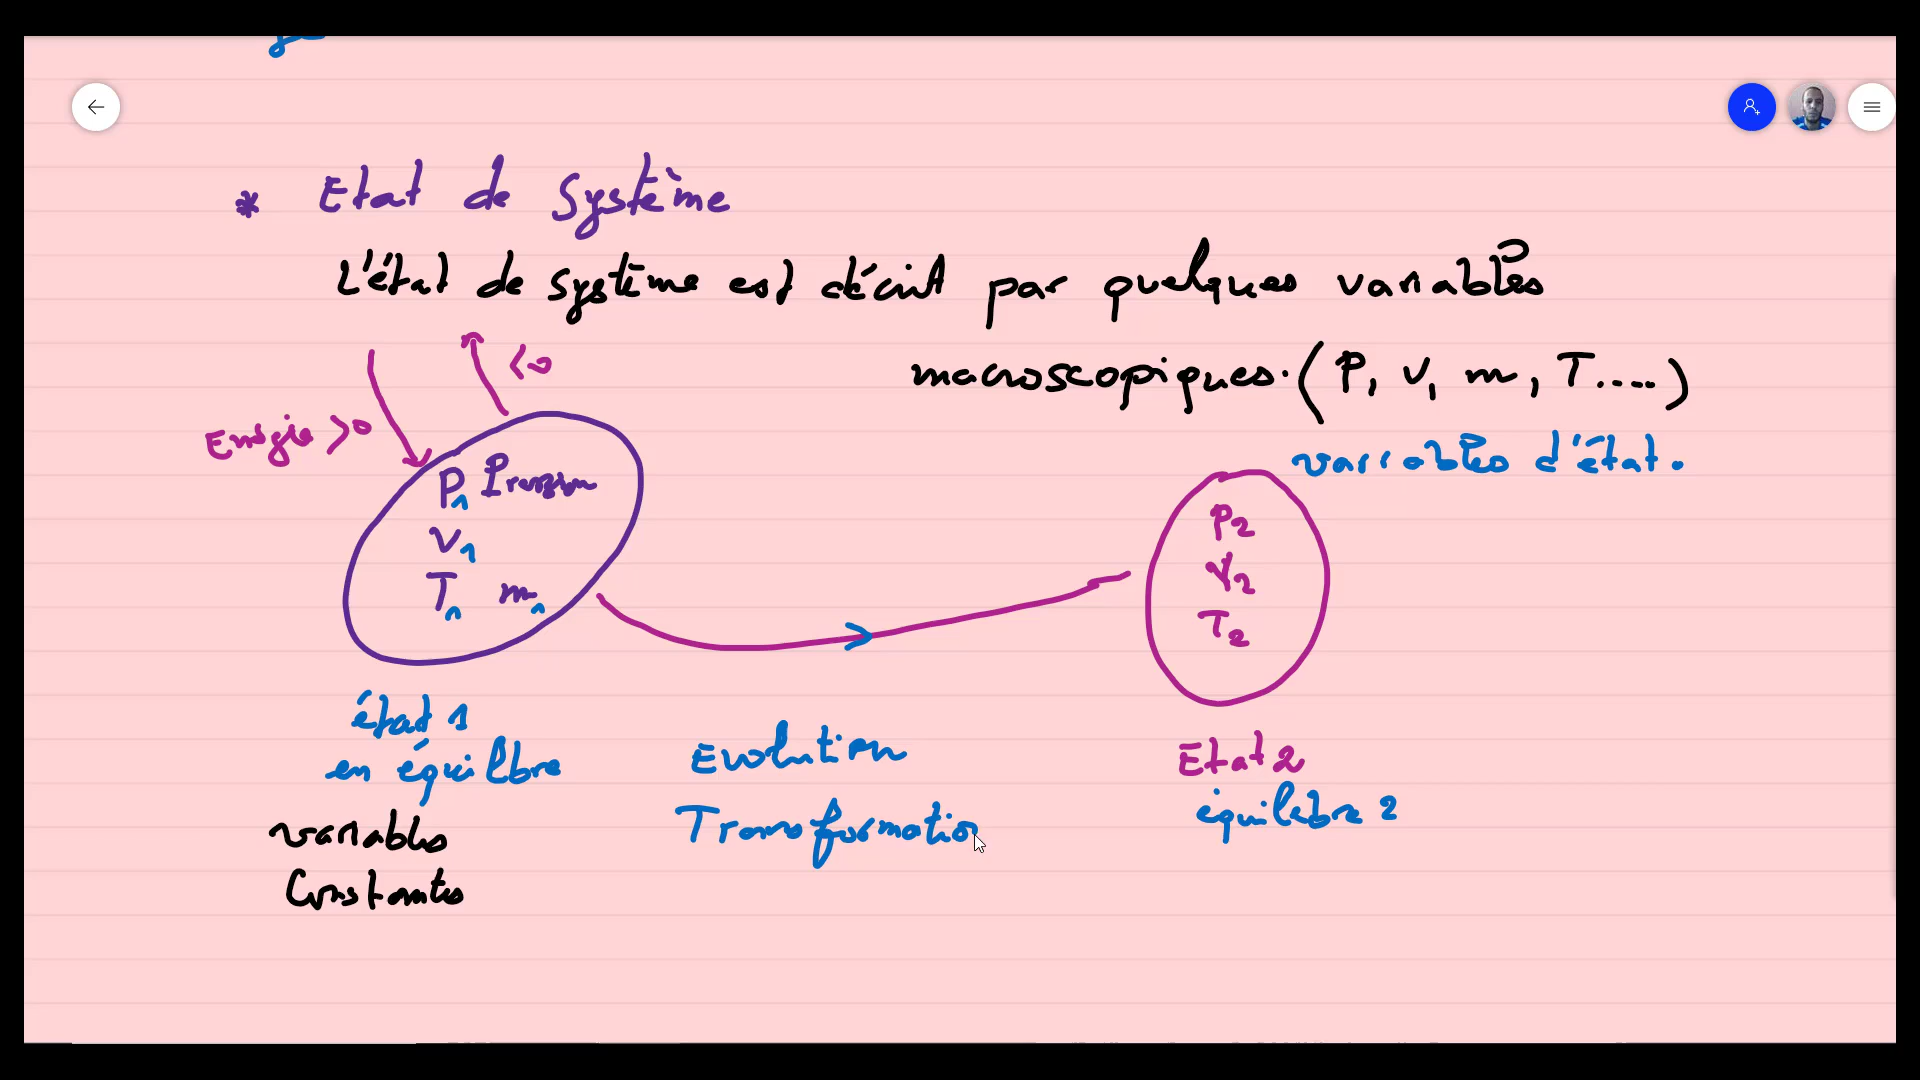 * Etat de Système
L'état de système est décrit par quelques variables
macroscopiques. (P, V, m, T....)
variables d'état.
<0
Energie >0
P1 Pression
V1
T1 m1
P2
V2
T2
état 1
en équilbre
variables
Constantes
Evolution
Transformation
Etat 2
équilibre 2